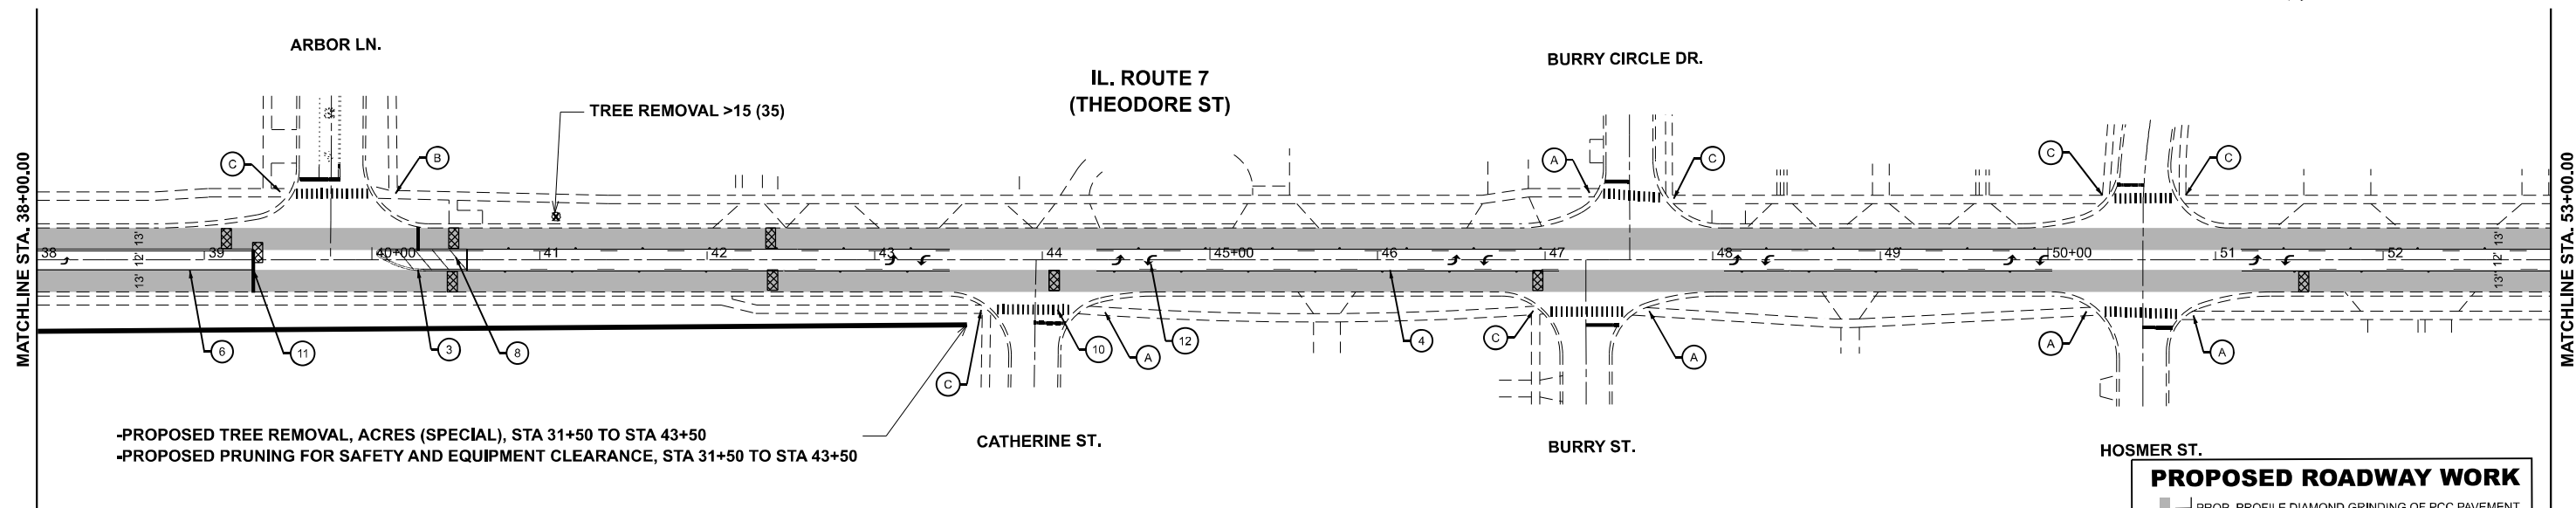 ARBOR LN.
BURRY CIRCLE DR.
IL. ROUTE 7
(THEODORE ST)
TREE REMOVAL >15 (35)
MATCHLINE STA. 38+00.00
MATCHLINE STA. 53+00.00
C
B
A
C
C
C
13'
12'
13'
38
39
40+00
41
42
43
44
45+00
46
47
48
49
50+00
51
52
13'
12'
13'
6
11
3
8
C
10
A
12
4
C
A
A
A
-PROPOSED TREE REMOVAL, ACRES (SPECIAL), STA 31+50 TO STA 43+50
-PROPOSED PRUNING FOR SAFETY AND EQUIPMENT CLEARANCE, STA 31+50 TO STA 43+50
CATHERINE ST.
BURRY ST.
HOSMER ST.
PROPOSED ROADWAY WORK
PROP. PROFILE DIAMOND GRINDING OF PCC PAVEMENT